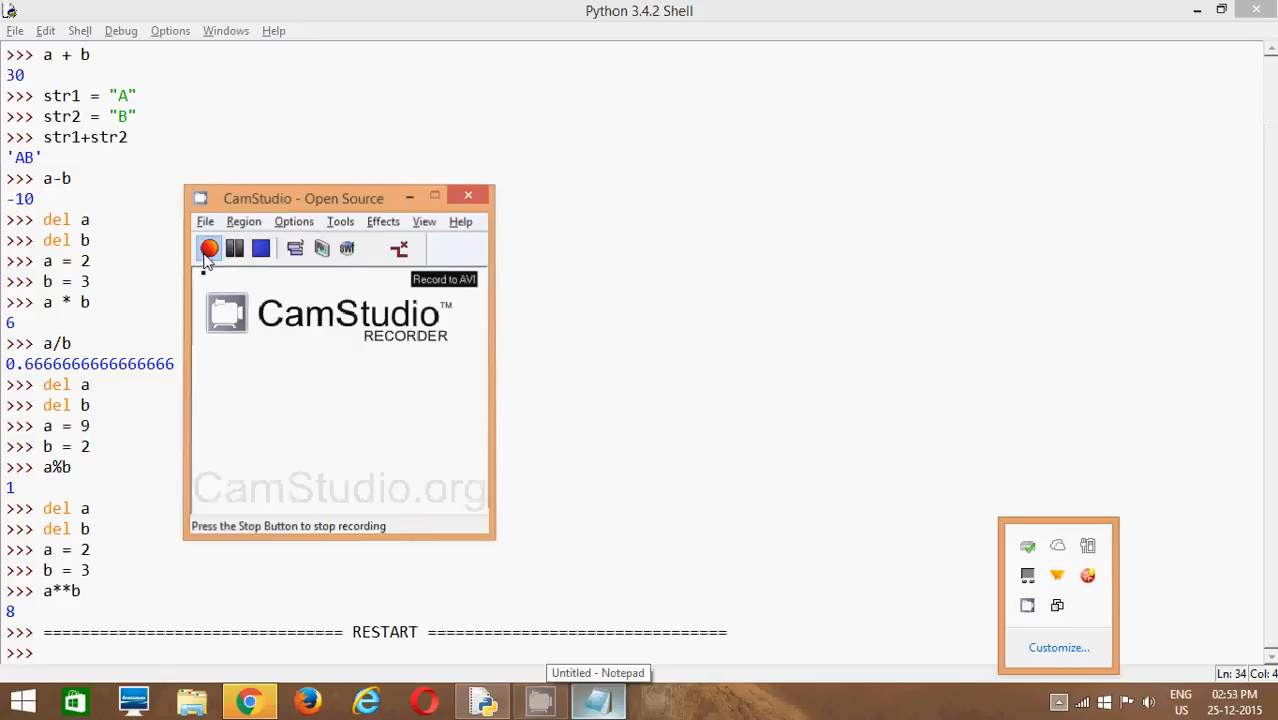 Python 3.4.2 Shell
File Edit Shell Debug Options Windows Help
>>> a + b
30
>>> str1 = "A"
>>> str2 = "B"
>>> str1+str2
'AB'
>>> a-b
-10
>>> del a
>>> del b
>>> a = 2
>>> b = 3
>>> a * b
6
>>> a/b
0.6666666666666666
>>> del a
>>> del b
>>> a = 9
>>> b = 2
>>> a%b
1
>>> del a
>>> del b
>>> a = 2
>>> b = 3
>>> a**b
8
>>> ================================ RESTART ================================
>>>
CamStudio - Open Source
File Region Options Tools Effects View Help
Record to AVI
CamStudio™
RECORDER
CamStudio.org
Press the Stop Button to stop recording
Customize...
Untitled - Notepad
Ln: 34
ENG
US
02:53 PM
25-12-2015